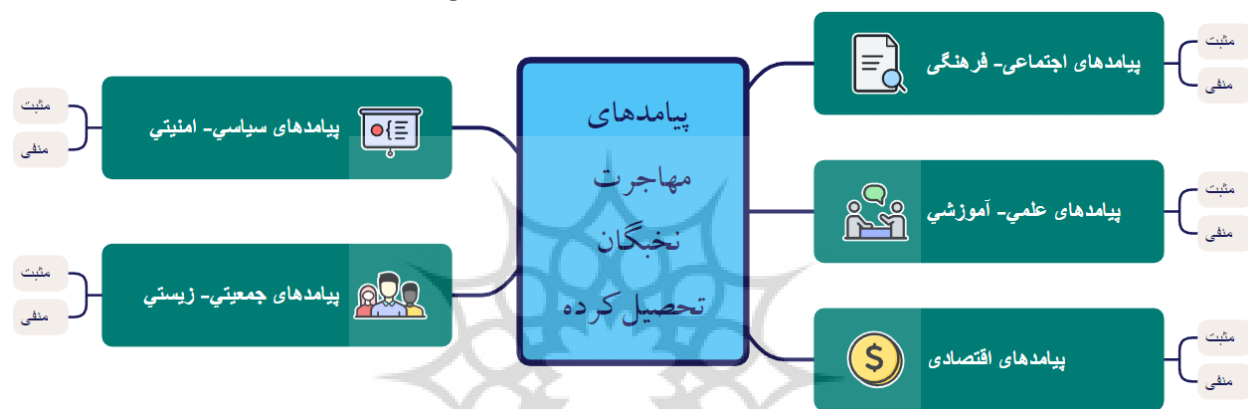 پیامدهای
مهاجرت
نخبگان
تحصیل‌کرده
پیامدهای اجتماعی- فرهنگی
مثبت
منفی
پیامدهای علمي- آموزشي
مثبت
منفی
پیامدهای اقتصادی
مثبت
منفی
پیامدهای سیاسي- امنیتي
مثبت
منفی
پیامدهای جمعیتي- زیستي
مثبت
منفی